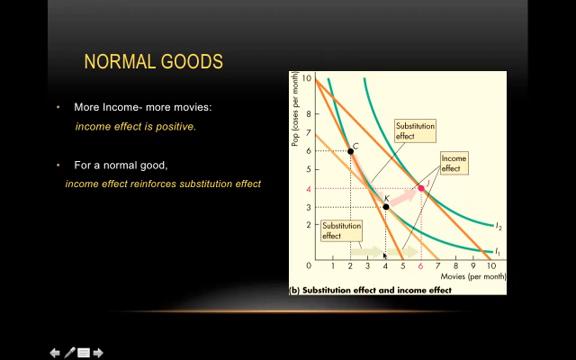 NORMAL GOODS
• More Income- more movies:
income effect is positive.
• For a normal good,
income effect reinforces substitution effect
Pop (cases per month)
10
8
7
6
5
4
3
2
0
1
2
3
4
5
6
7
8
9
10
Movies (per month)
C
K
J
I₂
I₁
Substitution
effect
Income
effect
Substitution
effect
(b) Substitution effect and income effect